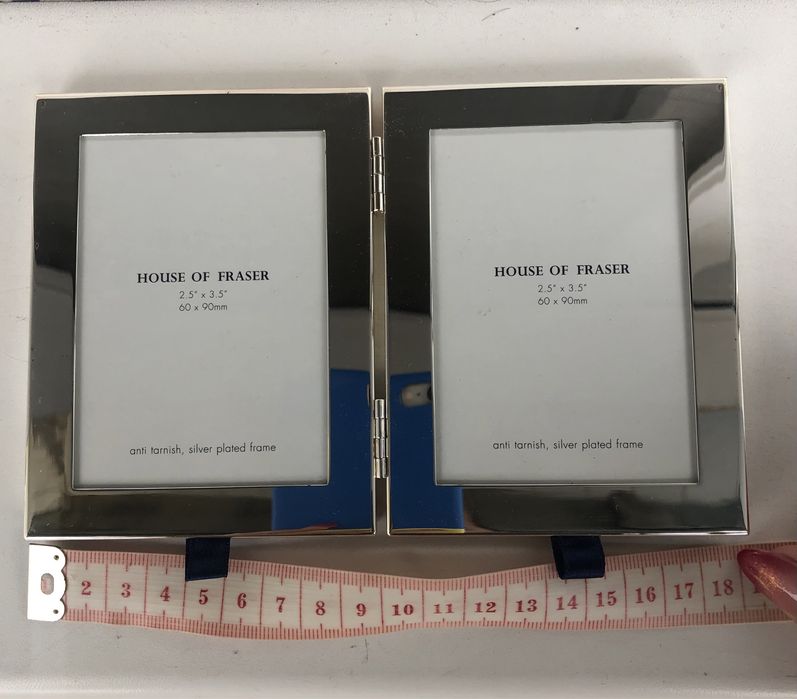 HOUSE OF FRASER
2.5" x 3.5"
60 x 90mm
anti tarnish, silver plated frame
HOUSE OF FRASER
2.5" x 3.5"
60 x 90mm
anti tarnish, silver plated frame
2 3 4 5 6 7 8 9 10 11 12 13 14 15 16 17 18